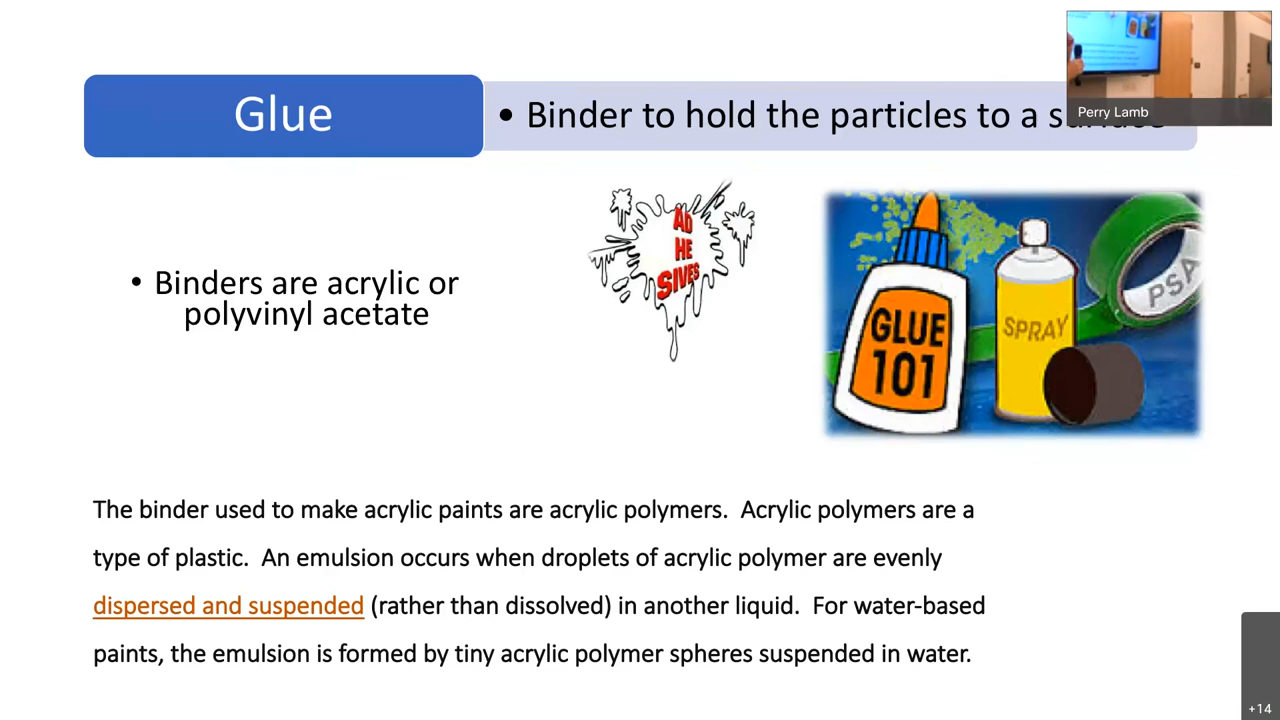 Glue
• Binder to hold the particles to a
Perry Lamb
AD
HE
SIVES
• Binders are acrylic or
polyvinyl acetate
GLUE
101
SPRAY
PSA
The binder used to make acrylic paints are acrylic polymers.  Acrylic polymers are a
type of plastic.  An emulsion occurs when droplets of acrylic polymer are evenly
dispersed and suspended (rather than dissolved) in another liquid.  For water-based
paints, the emulsion is formed by tiny acrylic polymer spheres suspended in water.
+14